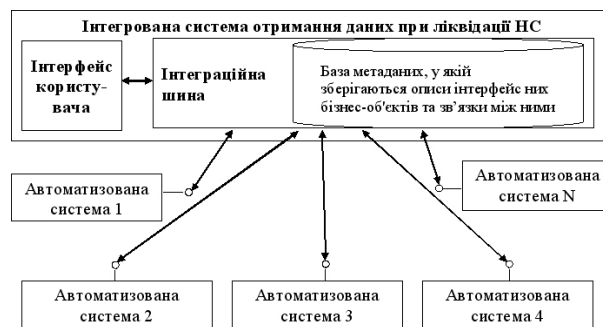 Інтегрована система отримання даних при ліквідації НС
Інтерфейс
користу-
вача
Інтеграційна
шина
База метаданих, у якій
зберігаються описи інтерфейс них
бізнес-об'єктів та зв’язки між ними
Автоматизована
система 1
Автоматизована
система N
Автоматизована
система 2
Автоматизована
система 3
Автоматизована
система 4